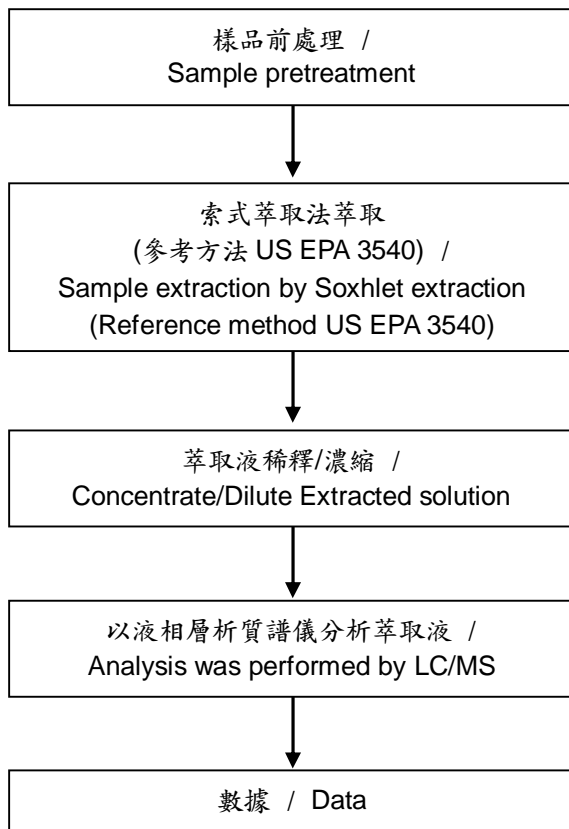 樣品前處理 /
Sample pretreatment
索式萃取法萃取
(參考方法 US EPA 3540) /
Sample extraction by Soxhlet extraction
(Reference method US EPA 3540)
萃取液稀釋/濃縮 /
Concentrate/Dilute Extracted solution
以液相層析質譜儀分析萃取液 /
Analysis was performed by LC/MS
數據 / Data